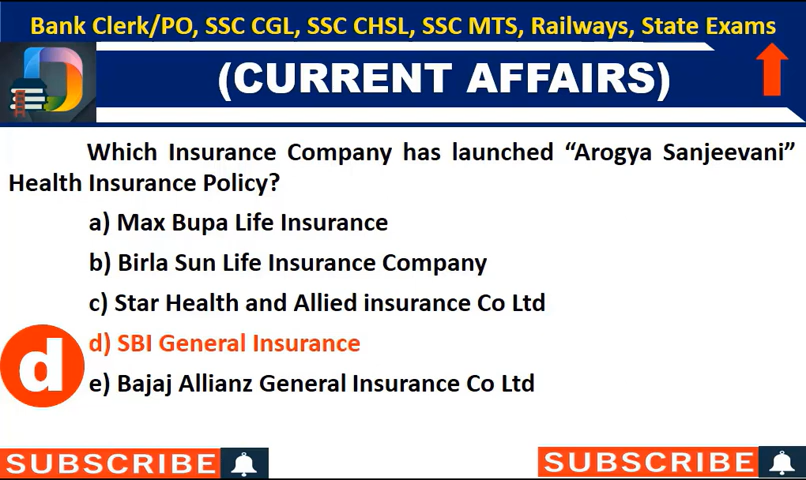 Bank Clerk/PO, SSC CGL, SSC CHSL, SSC MTS, Railways, State Exams
(CURRENT AFFAIRS)
Which Insurance Company has launched “Arogya Sanjeevani”
Health Insurance Policy?
a) Max Bupa Life Insurance
b) Birla Sun Life Insurance Company
c) Star Health and Allied insurance Co Ltd
d
d) SBI General Insurance
e) Bajaj Allianz General Insurance Co Ltd
SUBSCRIBE
SUBSCRIBE